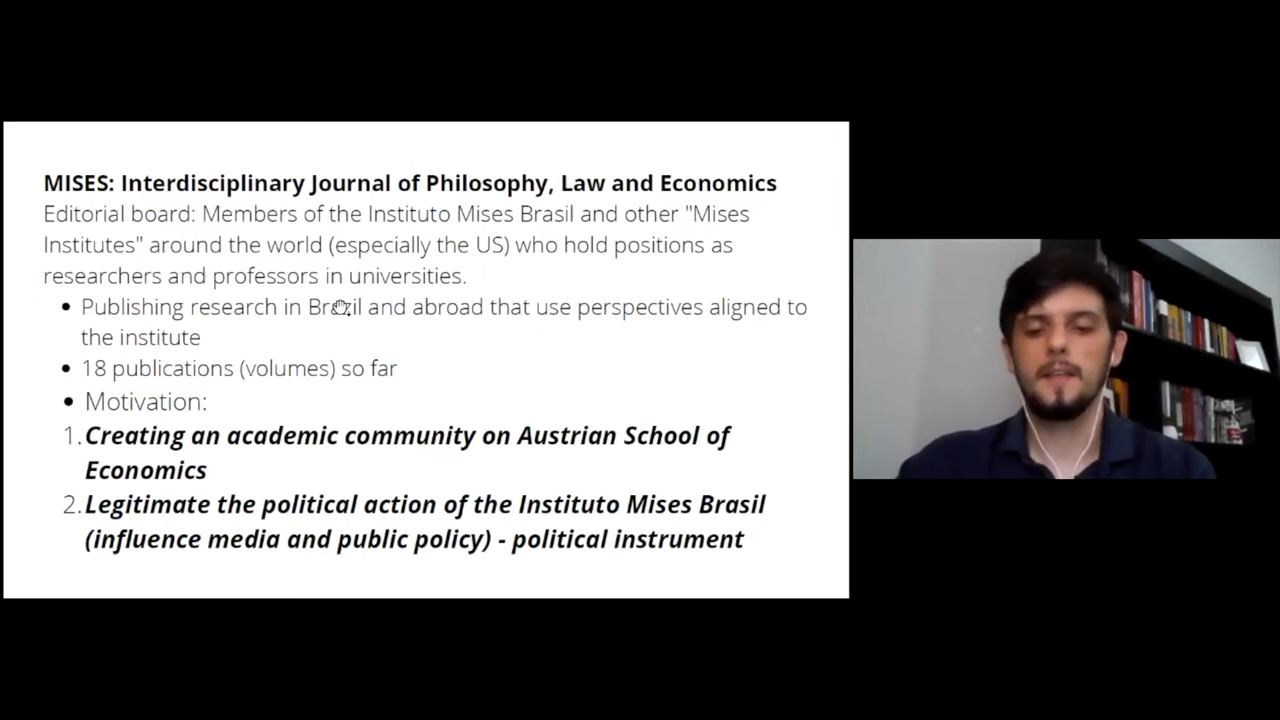 MISES: Interdisciplinary Journal of Philosophy, Law and Economics
Editorial board: Members of the Instituto Mises Brasil and other "Mises
Institutes" around the world (especially the US) who hold positions as
researchers and professors in universities.
• Publishing research in Brazil and abroad that use perspectives aligned to
the institute
• 18 publications (volumes) so far
• Motivation:
1. Creating an academic community on Austrian School of
Economics
2. Legitimate the political action of the Instituto Mises Brasil
(influence media and public policy) - political instrument